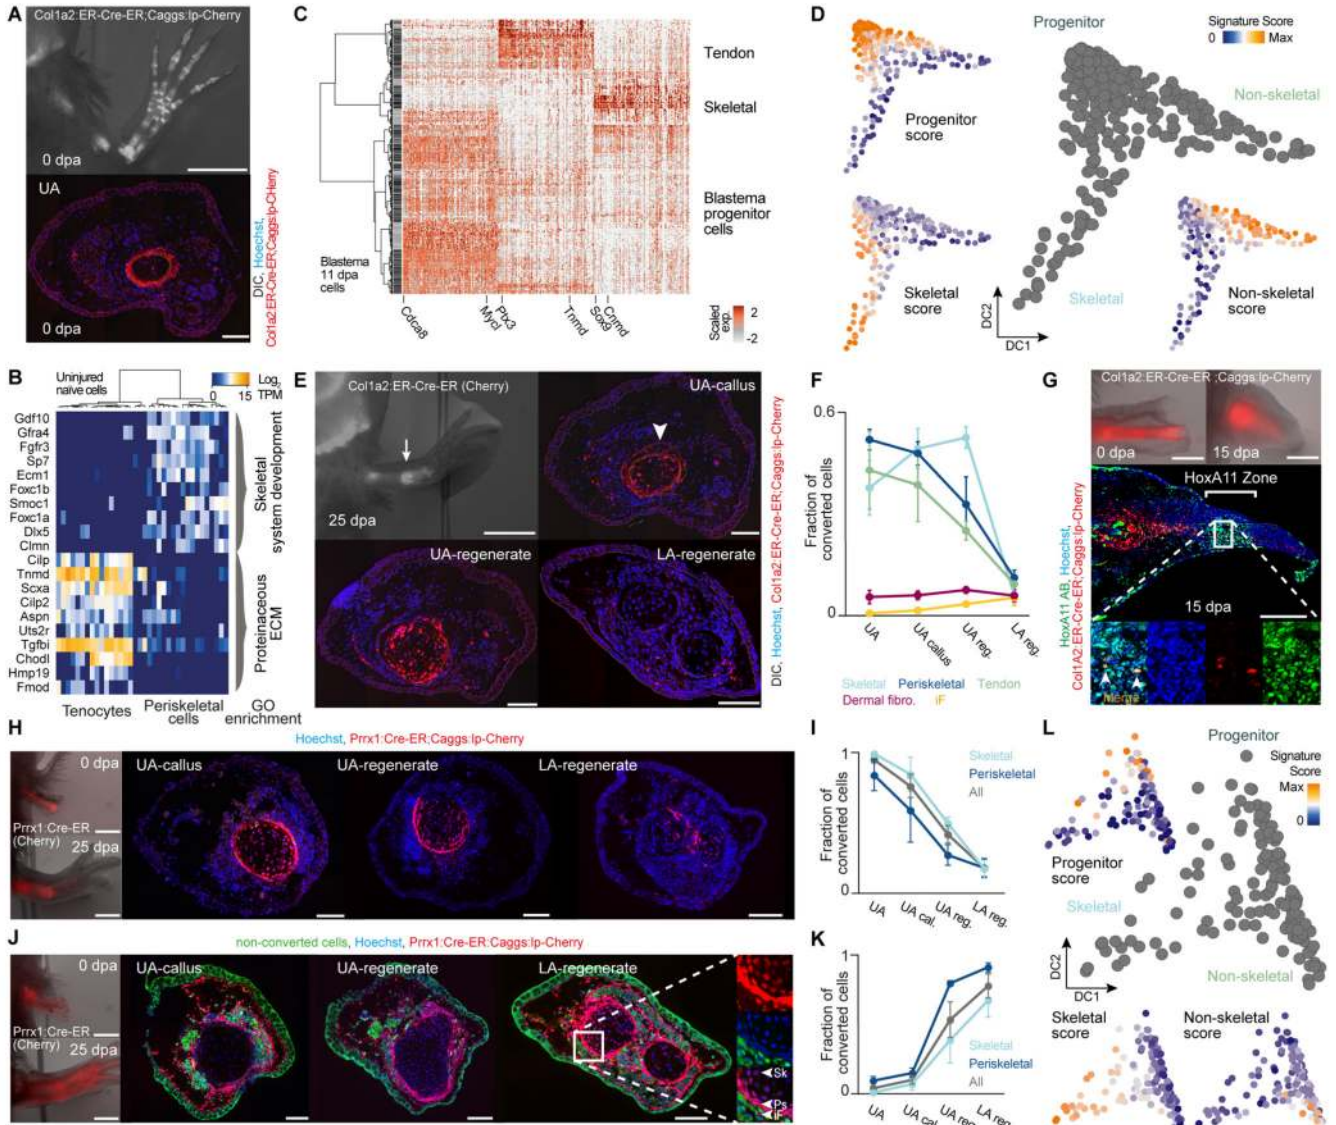 A
Col1a2:ER-Cre-ER;Caggs:lp-Cherry
0 dpa
UA
0 dpa
DIC, Hoechst,
Col1a2:ER-Cre-ER;Caggs:lp-CHerry
C
Tendon
Skeletal
Blastema
progenitor
cells
Blastema
11 dpa
cells
Cdca8
Mycl
Ptx3
Tnmd
Sox9
Cnmd
Scaled
exp.
2
-2
D
Progenitor
Signature Score
0
Max
Non-skeletal
Progenitor
score
Skeletal
score
Skeletal
Non-skeletal
score
DC2
DC1
B
Uninjured
naïve cells
Log2
TPM
0
15
Gdf10
Gfra4
Fgfr3
Sp7
Ecm1
Foxc1b
Smoc1
Foxc1a
Dlx5
Clmn
Cilp
Tnmd
Scxa
Cilp2
Aspn
Uts2r
Tgfbi
Chodl
Hmp19
Fmod
Skeletal
system development
Proteinaceous
ECM
Tenocytes
Periskeletal
cells
GO
enrichment
E
Col1a2:ER-Cre-ER (Cherry)
25 dpa
UA-callus
UA-regenerate
LA-regenerate
DIC, Hoechst, Col1a2:ER-Cre-ER;Caggs:lp-Cherry
F
0.6
0
Fraction of
converted cells
UA
UA callus
UA reg.
LA reg.
Skeletal
Periskeletal
Tendon
Dermal fibro.
iF
G
Col1a2:ER-Cre-ER ;Caggs:lp-Cherry
0 dpa
15 dpa
HoxA11 Zone
15 dpa
HoxA11 AB, Hoechst,
Col1A2:ER-Cre-ER;Caggs:lp-Cherry
Merge
H
Hoechst, Prrx1:Cre-ER;Caggs:lp-Cherry
0 dpa
Prrx1:Cre-ER
(Cherry)
25 dpa
UA-callus
UA-regenerate
LA-regenerate
I
1
0
Fraction of
converted cells
Skeletal
Periskeletal
All
UA
UA cal.
UA reg.
LA reg.
J
non-converted cells, Hoechst, Prrx1:Cre-ER:Caggs:lp-Cherry
0 dpa
Prrx1:Cre-ER
(Cherry)
25 dpa
UA-callus
UA-regenerate
LA-regenerate
Sk
Ps
iF
K
1
0
Fraction of
converted cells
Skeletal
Periskeletal
All
UA
UA cal.
UA reg.
LA reg.
L
Progenitor
Signature
Score
Max
0
Progenitor
score
Skeletal
DC2
DC1
Non-skeletal
Skeletal
score
Non-skeletal
score